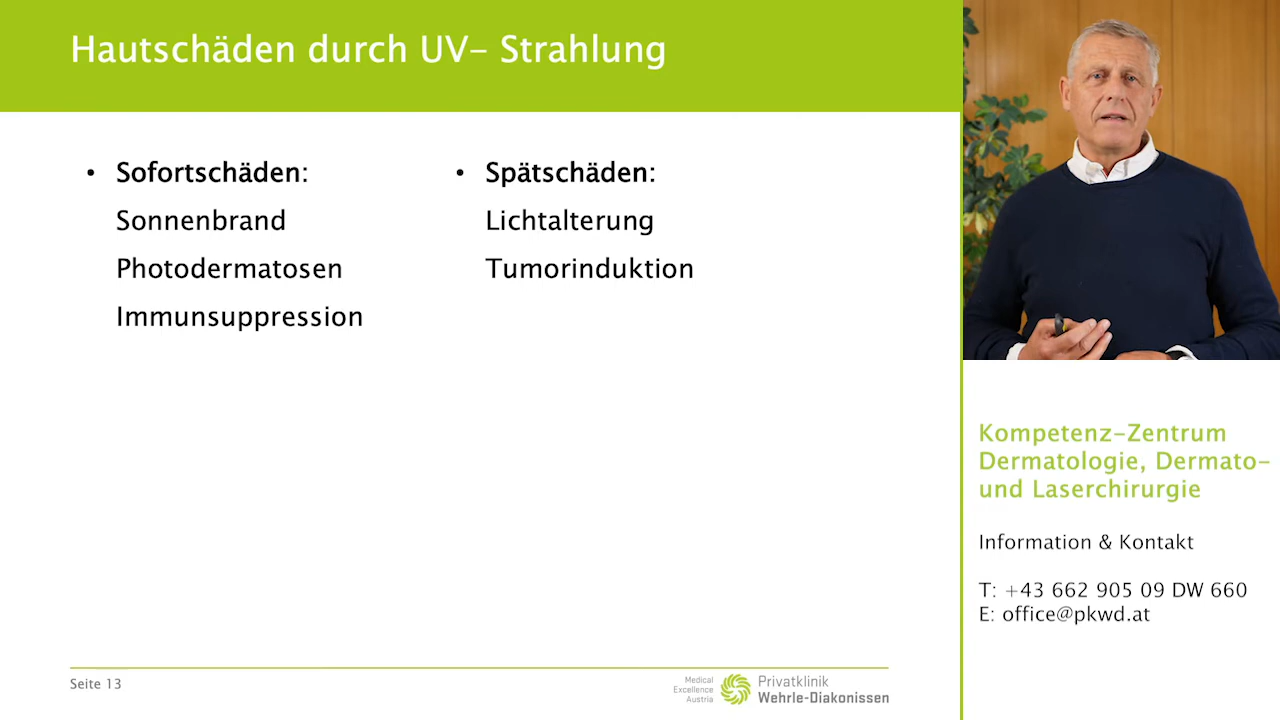 Hautschäden durch UV- Strahlung
• Sofortschäden:
Sonnenbrand
Photodermatosen
Immunsuppression
• Spätschäden:
Lichtalterung
Tumorinduktion
Kompetenz-Zentrum
Dermatologie, Dermato-
und Laserchirurgie
Information & Kontakt
T: +43 662 905 09 DW 660
E: office@pkwd.at
Seite 13
Medical
Excellence
Austria
Privatklinik
Wehrle-Diakonissen